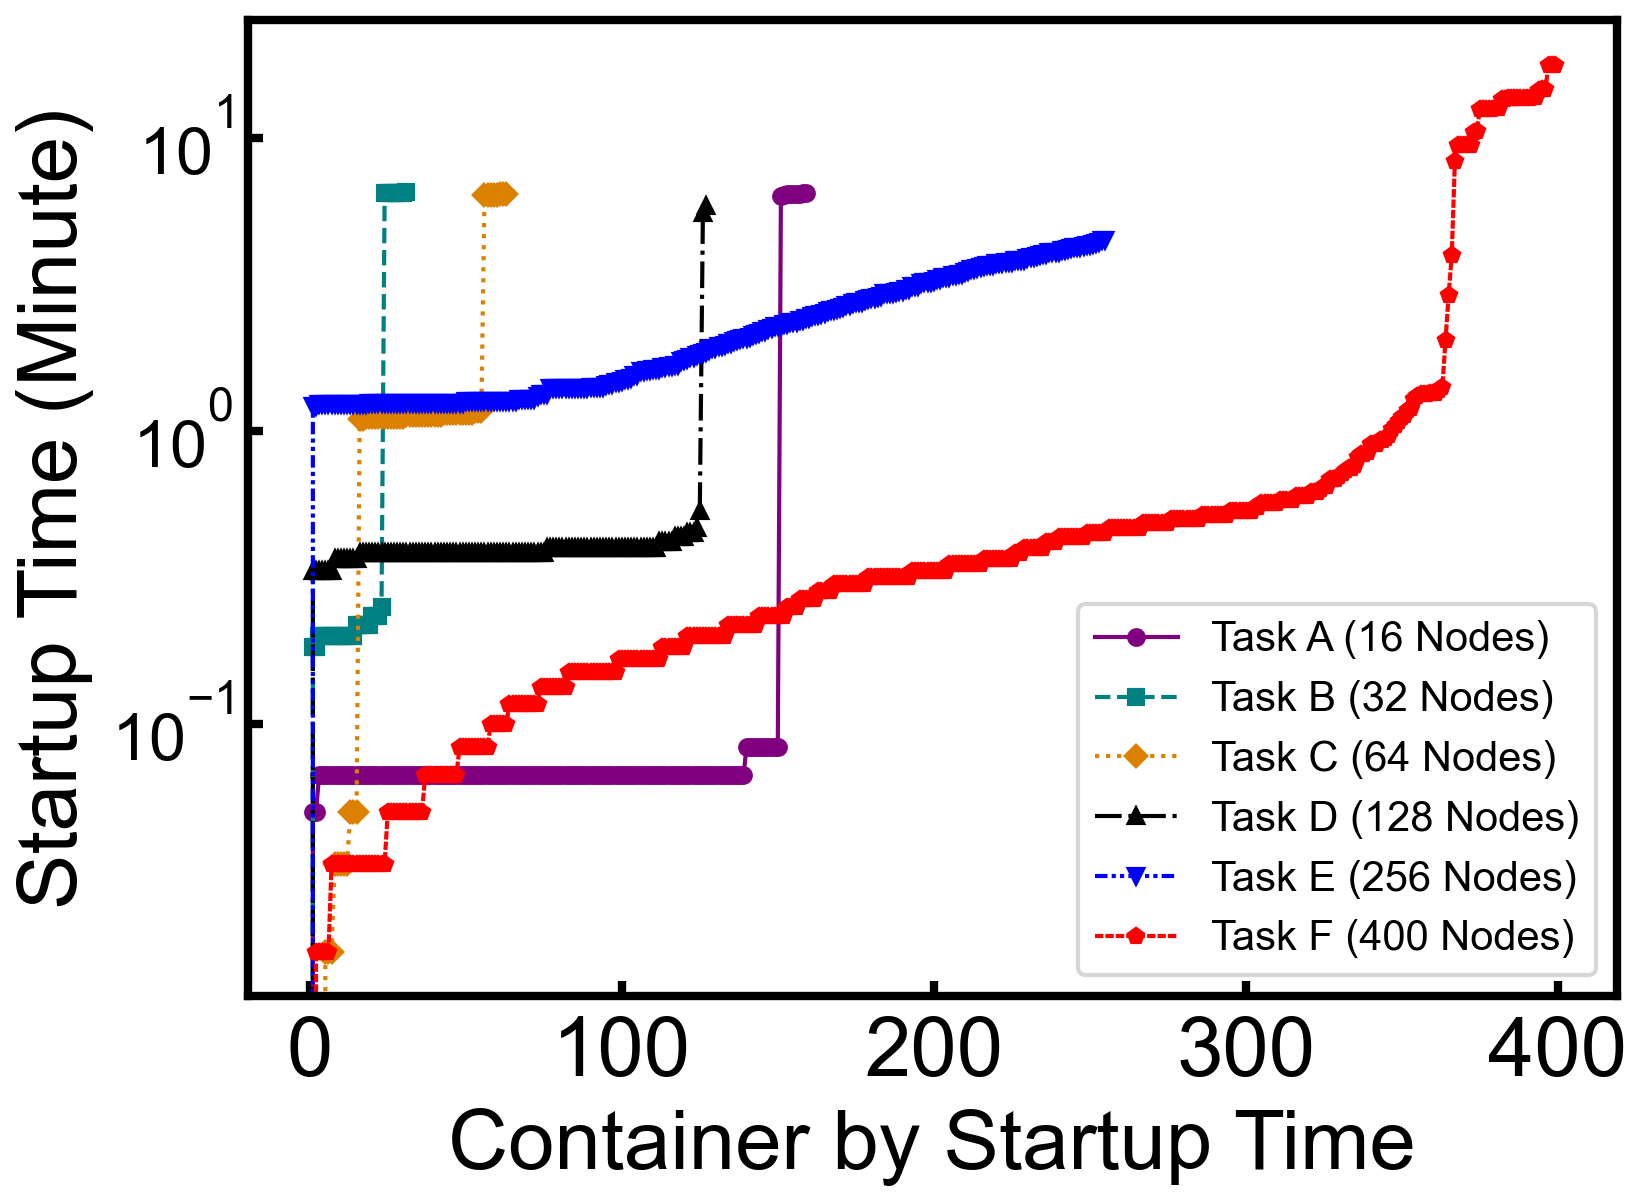 Startup Time (Minute)
10^1
10^0
10^−1
0 100 200 300 400
Container by Startup Time
Task A (16 Nodes)
Task B (32 Nodes)
Task C (64 Nodes)
Task D (128 Nodes)
Task E (256 Nodes)
Task F (400 Nodes)